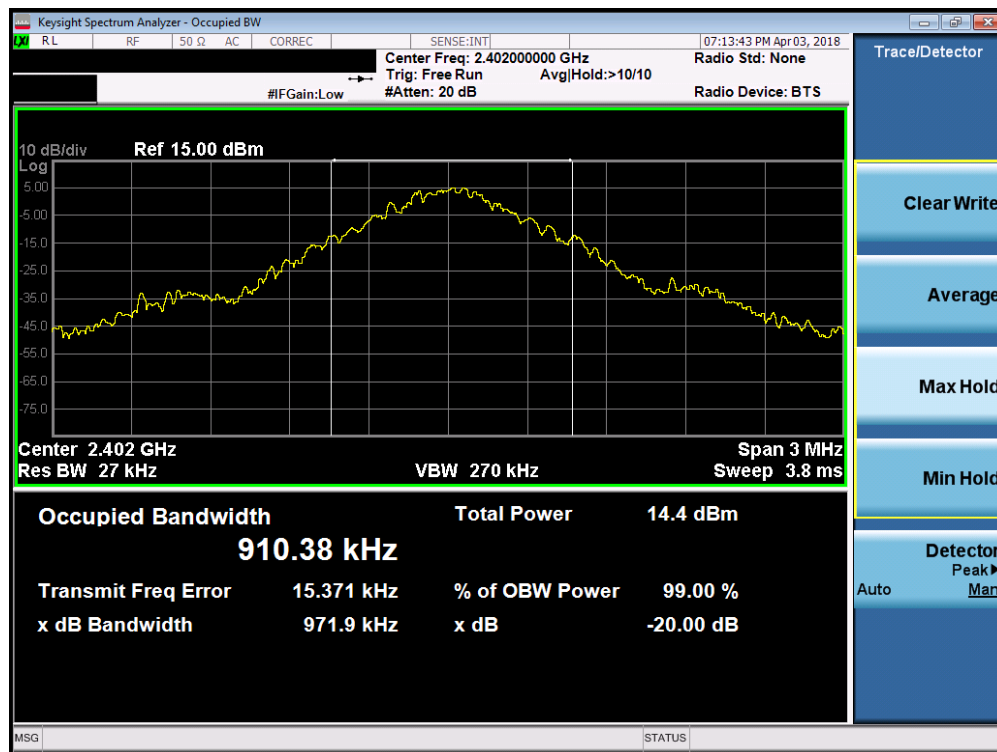 Keysight Spectrum Analyzer - Occupied BW
LXI RL RF 50 Ω AC CORREC SENSE:INT 07:13:43 PM Apr 03, 2018
Center Freq: 2.402000000 GHz Radio Std: None
Trig: Free Run Avg|Hold:>10/10
#IFGain:Low #Atten: 20 dB Radio Device: BTS
Trace/Detector
10 dB/div Ref 15.00 dBm
Log
5.00
-5.00
-15.0
-25.0
-35.0
-45.0
-55.0
-65.0
-75.0
Center 2.402 GHz Span 3 MHz
Res BW 27 kHz VBW 270 kHz Sweep 3.8 ms
Occupied Bandwidth Total Power 14.4 dBm
910.38 kHz
Transmit Freq Error 15.371 kHz % of OBW Power 99.00 %
x dB Bandwidth 971.9 kHz x dB -20.00 dB
Clear Write
Average
Max Hold
Min Hold
Detector
Peak▶
Auto Man
MSG STATUS